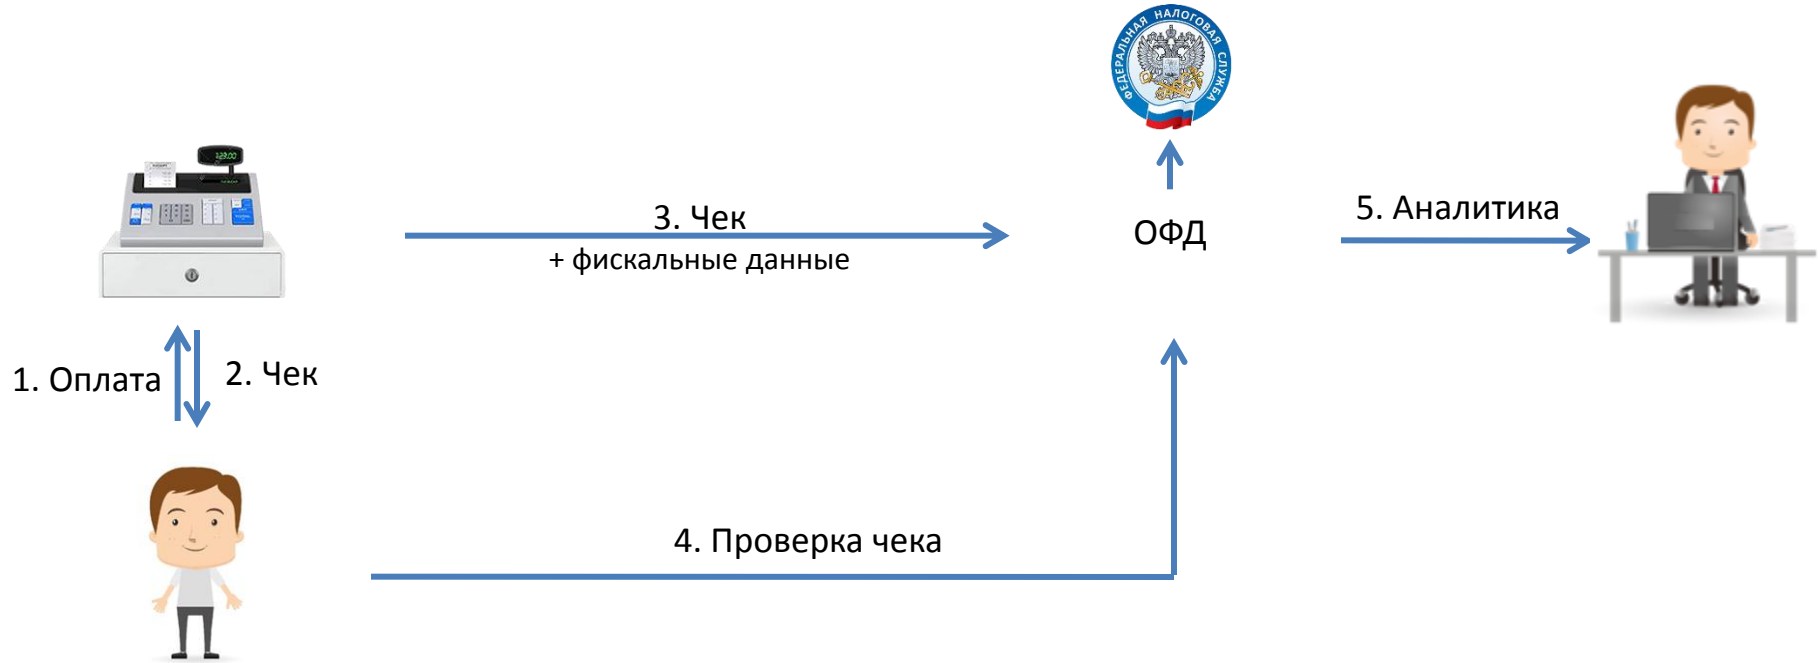 ФЕДЕРАЛЬНАЯ НАЛОГОВАЯ СЛУЖБА
3. Чек
+ фискальные данные
ОФД
5. Аналитика
1. Оплата
2. Чек
4. Проверка чека